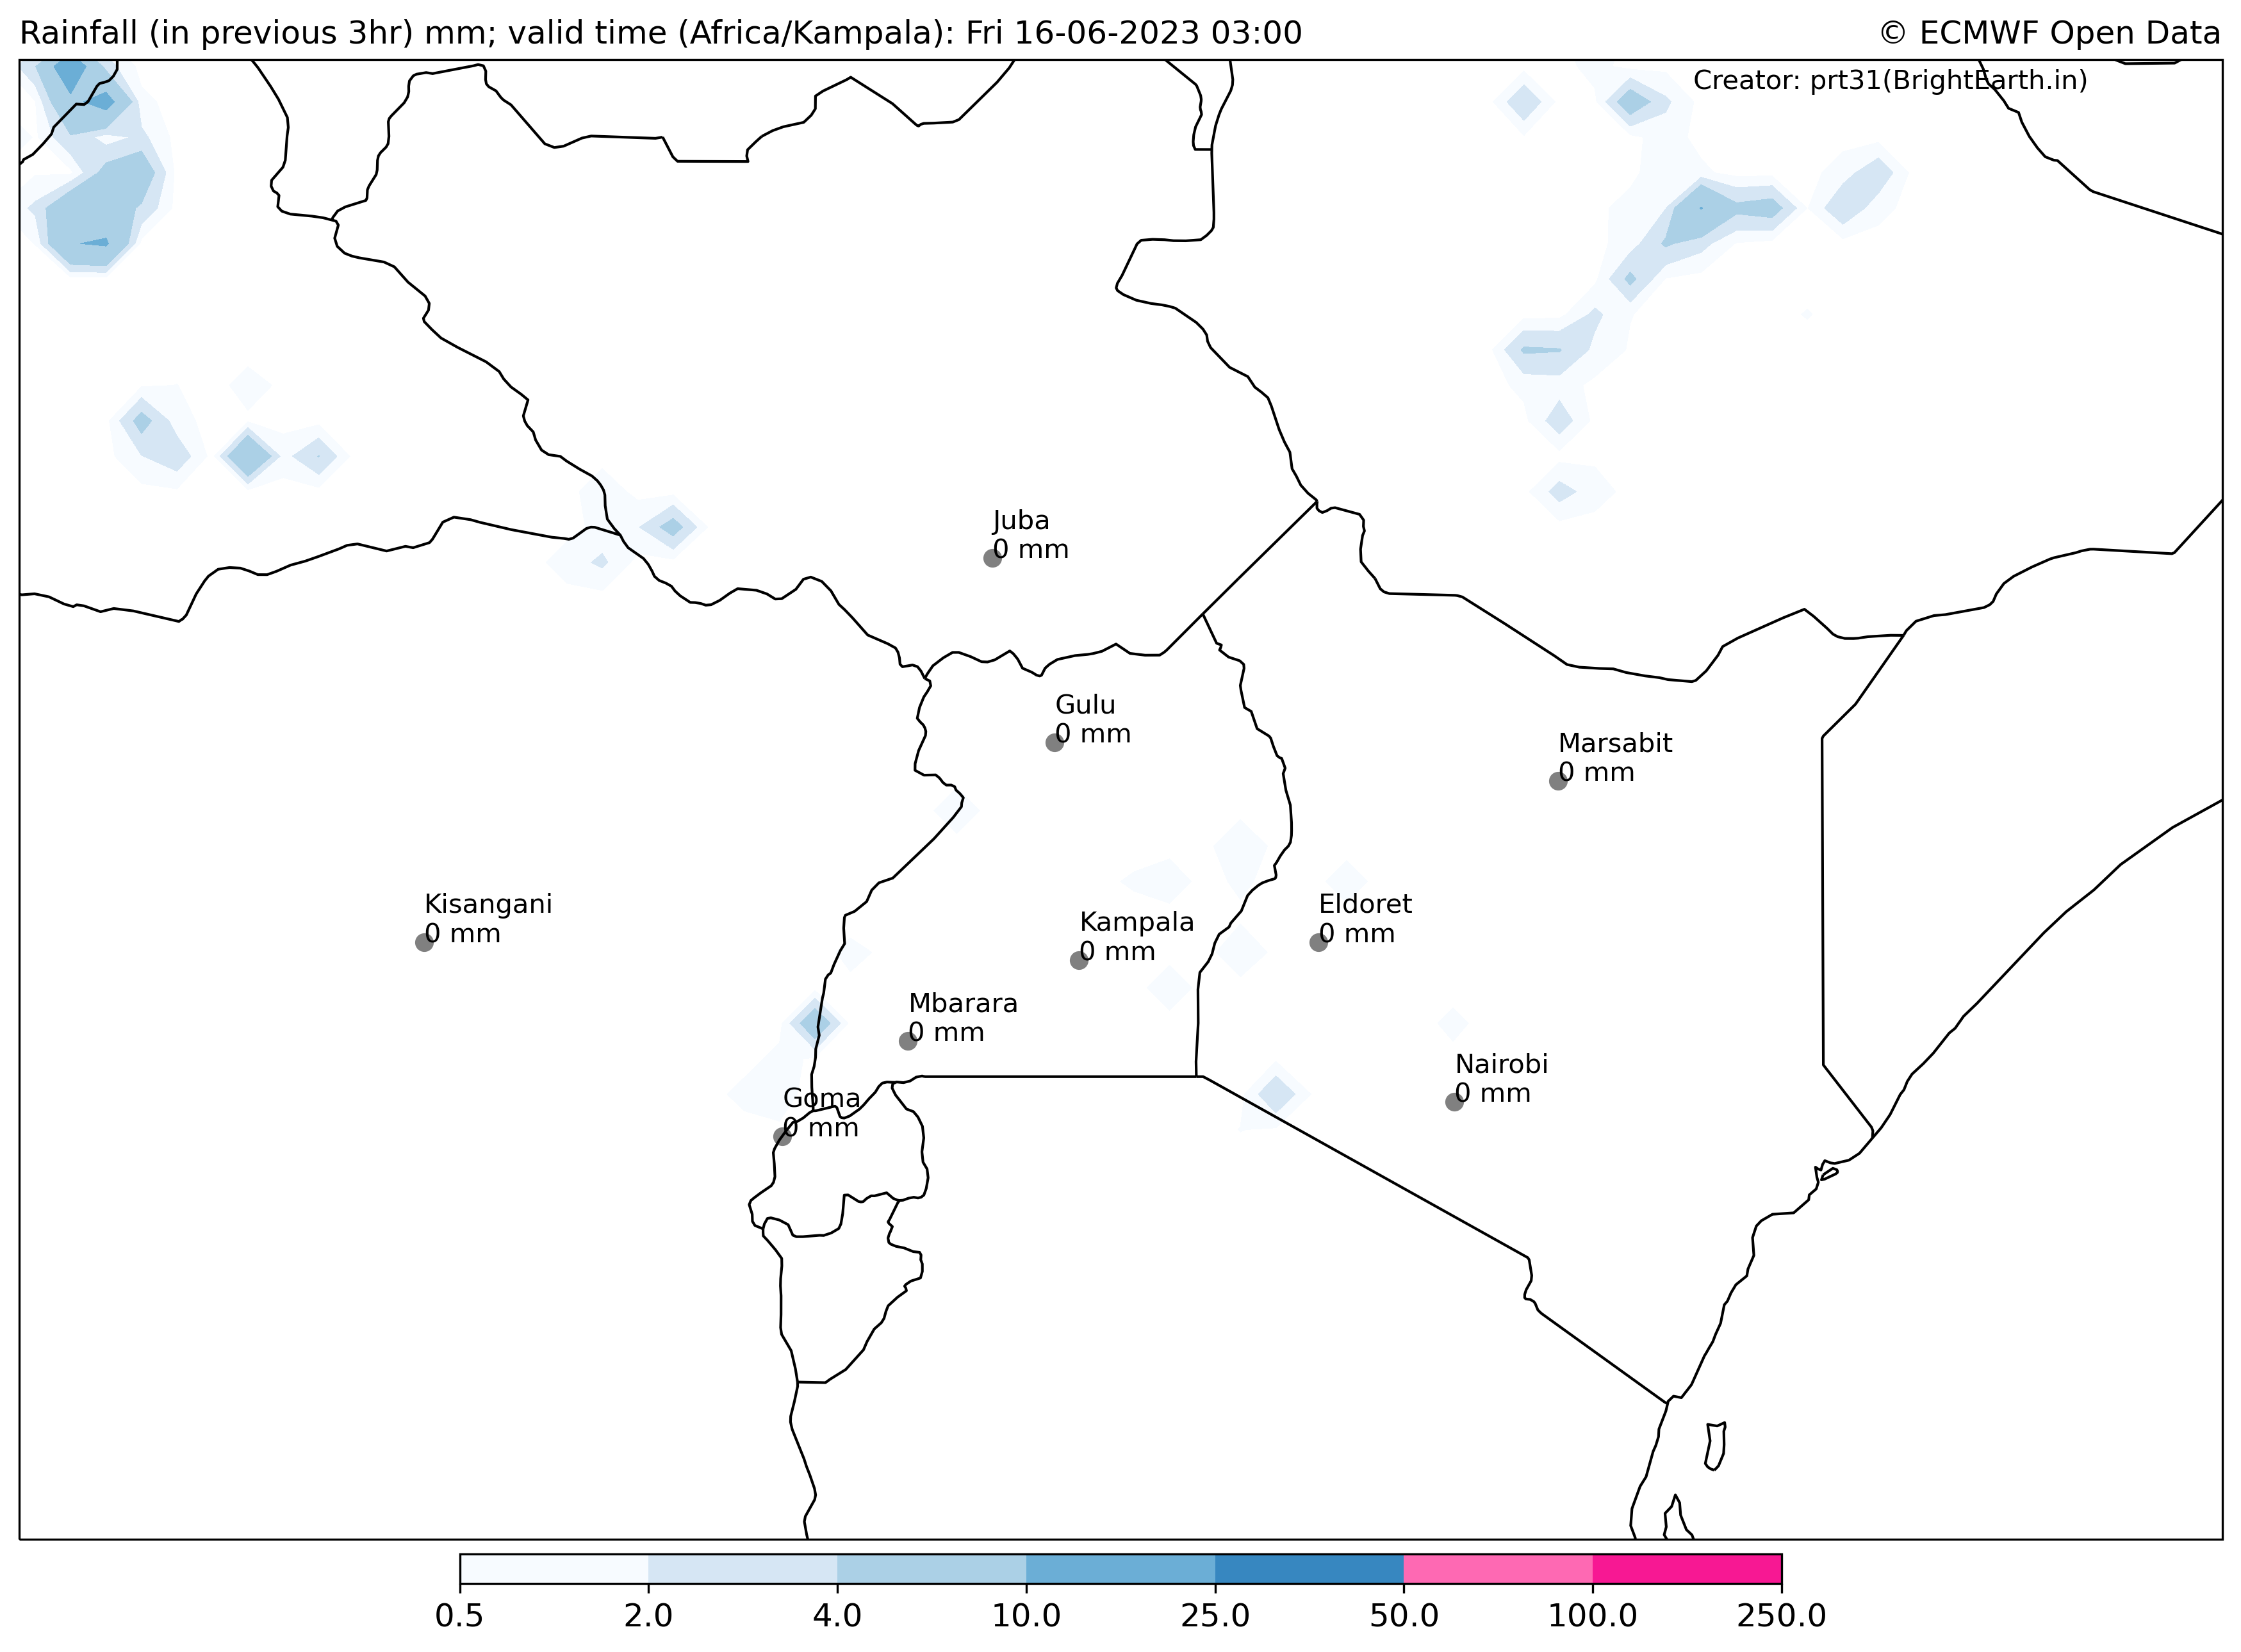 Rainfall (in previous 3hr) mm; valid time (Africa/Kampala): Fri 16-06-2023 03:00
© ECMWF Open Data
Creator: prt31(BrightEarth.in)
Juba
0 mm
Gulu
0 mm
Marsabit
0 mm
Kisangani
0 mm
Kampala
0 mm
Eldoret
0 mm
Mbarara
0 mm
Nairobi
0 mm
Goma
0 mm
0.5 2.0 4.0 10.0 25.0 50.0 100.0 250.0